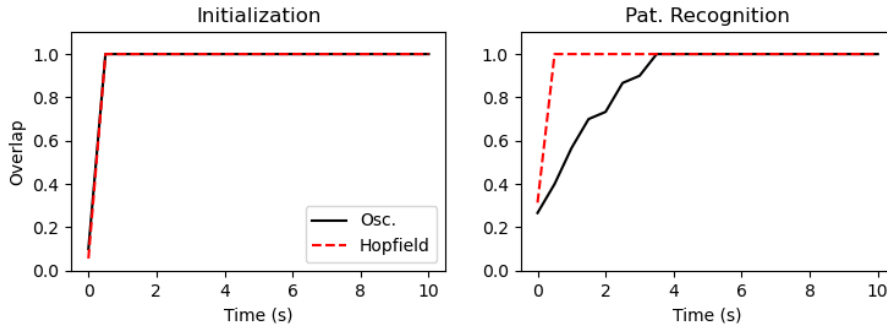 Initialization
Overlap
1.0
0.8
0.6
0.4
0.2
0.0
0 2 4 6 8 10
Time (s)
Osc.
Hopfield
Pat. Recognition
1.0
0.8
0.6
0.4
0.2
0.0
0 2 4 6 8 10
Time (s)